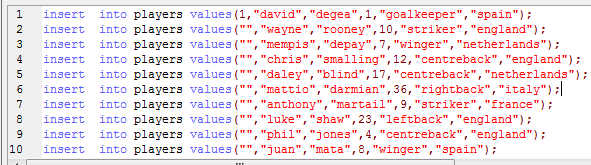 1 insert into players values(1,"david","degea",1,"goalkeeper","spain");
2 insert into players values("","wayne","rooney",10,"striker","england");
3 insert into players values("","mempis","depay",7,"winger","netherlands");
4 insert into players values("","chris","smalling",12,"centreback","england");
5 insert into players values("","daley","blind",17,"centreback","netherlands");
6 insert into players values("","mattio","darmian",36,"rightback","italy");
7 insert into players values("","anthony","martail",9,"striker","france");
8 insert into players values("","luke","shaw",23,"leftback","england");
9 insert into players values("","phil","jones",4,"centreback","england");
10 insert into players values("","juan","mata",8,"winger","spain");